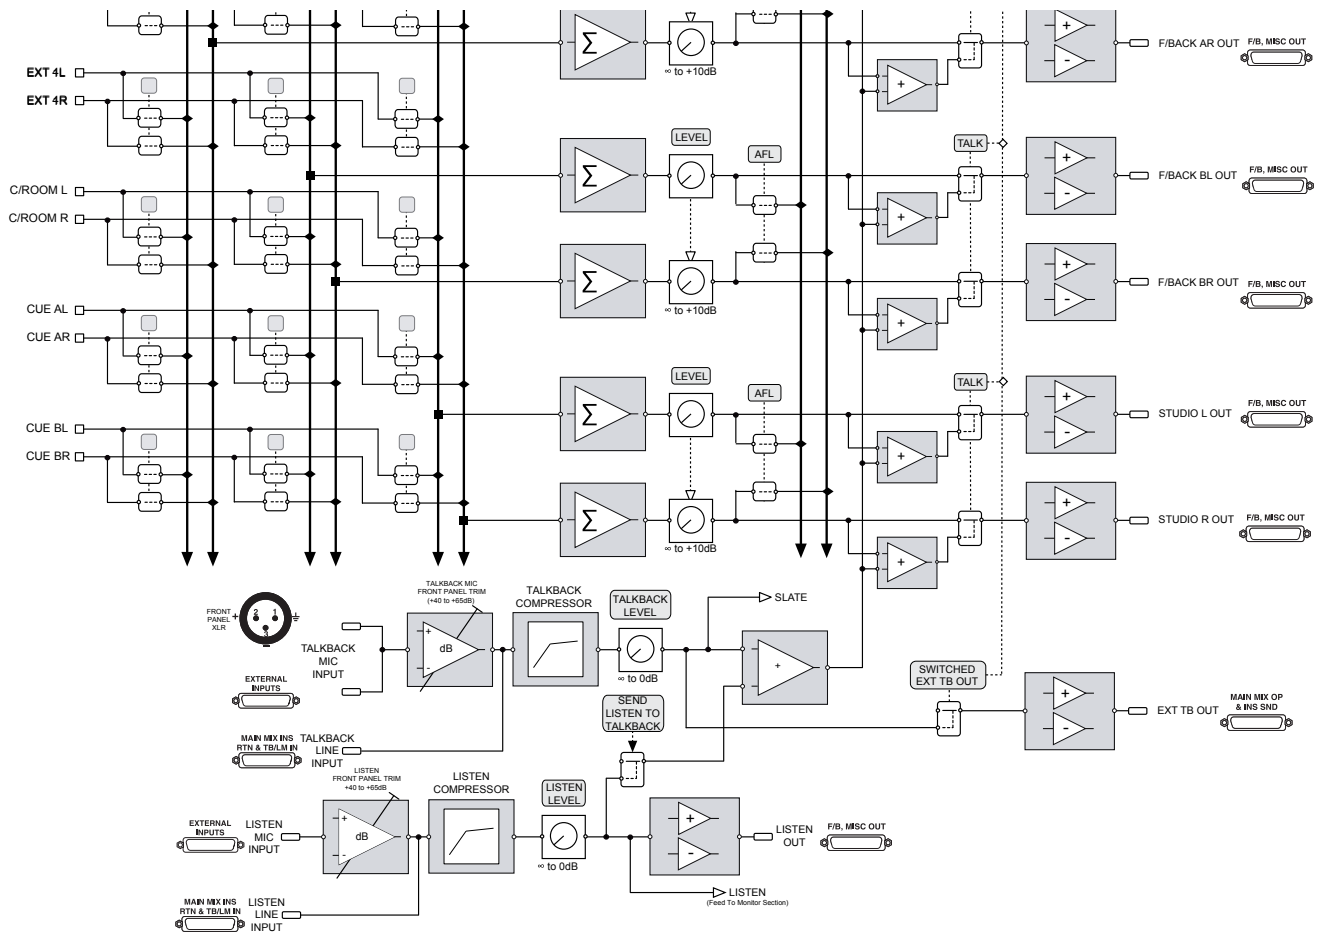 F/BACK AR OUT
F/B, MISC OUT
∞ to +10dB
EXT 4L
EXT 4R
LEVEL
AFL
TALK
Σ
+
-
C/ROOM L
C/ROOM R
Σ
+
-
F/BACK BL OUT
F/B, MISC OUT
Σ
∞ to +10dB
+
-
F/BACK BR OUT
F/B, MISC OUT
CUE AL
CUE AR
LEVEL
AFL
TALK
Σ
+
-
STUDIO L OUT
F/B, MISC OUT
CUE BL
CUE BR
Σ
∞ to +10dB
+
-
STUDIO R OUT
F/B, MISC OUT
FRONT
PANEL
XLR
+
2
1
3
-
TALKBACK
MIC
INPUT
TALKBACK MIC
FRONT PANEL TRIM
(+40 to +65dB)
+
-
dB
TALKBACK
COMPRESSOR
TALKBACK
LEVEL
∞ to 0dB
SLATE
+
EXTERNAL
INPUTS
SEND
LISTEN TO
TALKBACK
SWITCHED
EXT TB OUT
+
-
EXT TB OUT
MAIN MIX OP
& INS SND
MAIN MIX INS
RTN & TB/LM IN
TALKBACK
LINE
INPUT
LISTEN
FRONT PANEL TRIM
+40 to +65dB
+
-
dB
LISTEN
COMPRESSOR
LISTEN
LEVEL
∞ to 0dB
EXTERNAL
INPUTS
LISTEN
MIC
INPUT
+
-
LISTEN
OUT
F/B, MISC OUT
LISTEN
(Feed To Monitor Section)
MAIN MIX INS
RTN & TB/LM IN
LISTEN
LINE
INPUT